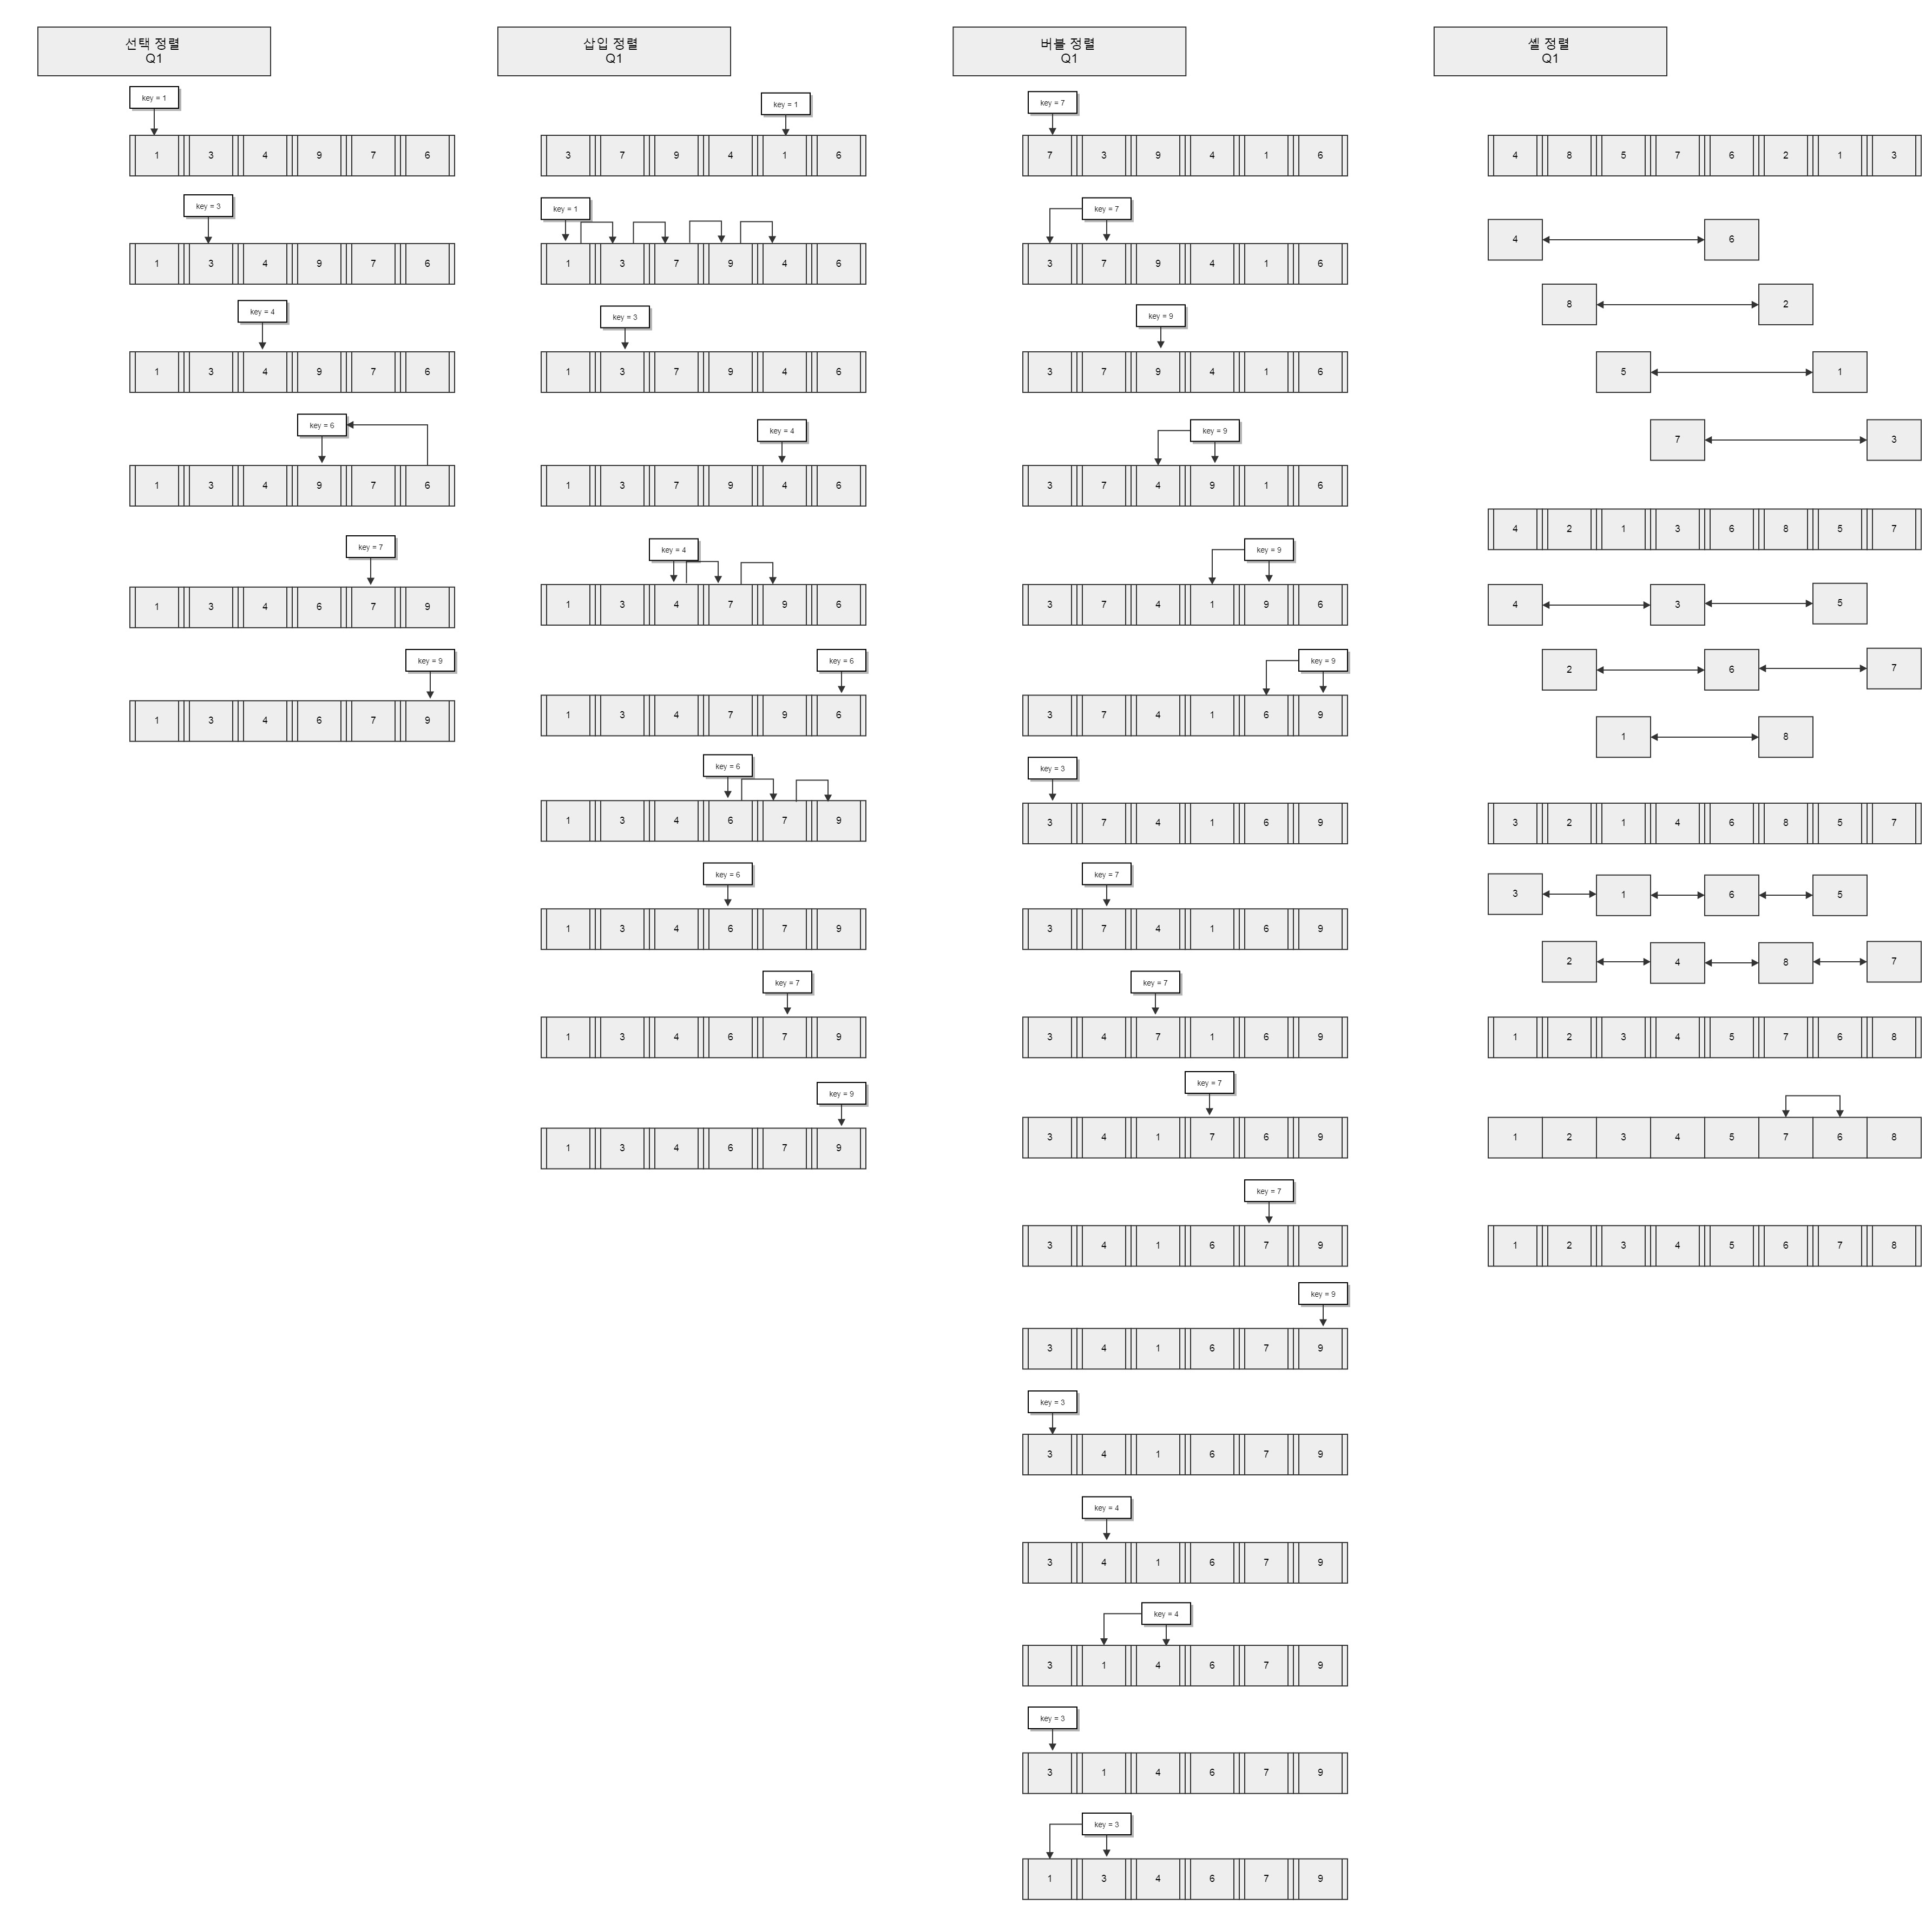 선택 정렬
Q1
key = 1
1 3 4 9 7 6
key = 3
1 3 4 9 7 6
key = 4
1 3 4 9 7 6
key = 6
1 3 4 9 7 6
key = 7
1 3 4 6 7 9
key = 9
1 3 4 6 7 9
삽입 정렬
Q1
key = 1
3 7 9 4 1 6
key = 1
1 3 7 9 4 6
key = 3
1 3 7 9 4 6
key = 4
1 3 7 9 4 6
key = 4
1 3 4 7 9 6
key = 6
1 3 4 7 9 6
key = 6
1 3 4 6 7 9
key = 6
1 3 4 6 7 9
key = 7
1 3 4 6 7 9
key = 9
1 3 4 6 7 9
버블 정렬
Q1
key = 7
7 3 9 4 1 6
key = 7
3 7 9 4 1 6
key = 9
3 7 9 4 1 6
key = 9
3 7 4 9 1 6
key = 9
3 7 4 1 9 6
key = 9
3 7 4 1 6 9
key = 3
3 7 4 1 6 9
key = 7
3 7 4 1 6 9
key = 7
3 4 7 1 6 9
key = 7
3 4 1 7 6 9
key = 7
3 4 1 6 7 9
key = 9
3 4 1 6 7 9
key = 3
3 4 1 6 7 9
key = 4
3 4 1 6 7 9
key = 4
3 1 4 6 7 9
key = 3
3 1 4 6 7 9
key = 3
1 3 4 6 7 9
셸 정렬
Q1
4 8 5 7 6 2 1 3
4 6
8 2
5 1
7 3
4 2 1 3 6 8 5 7
4 3 5
2 6 7
1 8
3 2 1 4 6 8 5 7
3 1 6 5
2 4 8 7
1 2 3 4 5 7 6 8
1 2 3 4 5 7 6 8
1 2 3 4 5 6 7 8